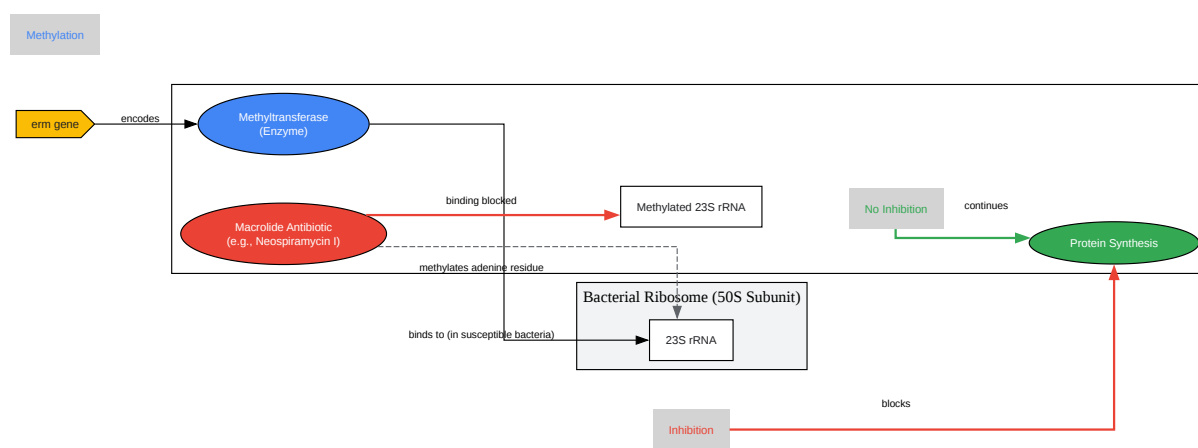 Methylation
erm gene
encodes
Methyltransferase
(Enzyme)
Macrolide Antibiotic
(e.g., Neospiramycin I)
binding blocked
Methylated 23S rRNA
No Inhibition
continues
Protein Synthesis
methylates adenine residue
Bacterial Ribosome (50S Subunit)
binds to (in susceptible bacteria)
23S rRNA
blocks
Inhibition